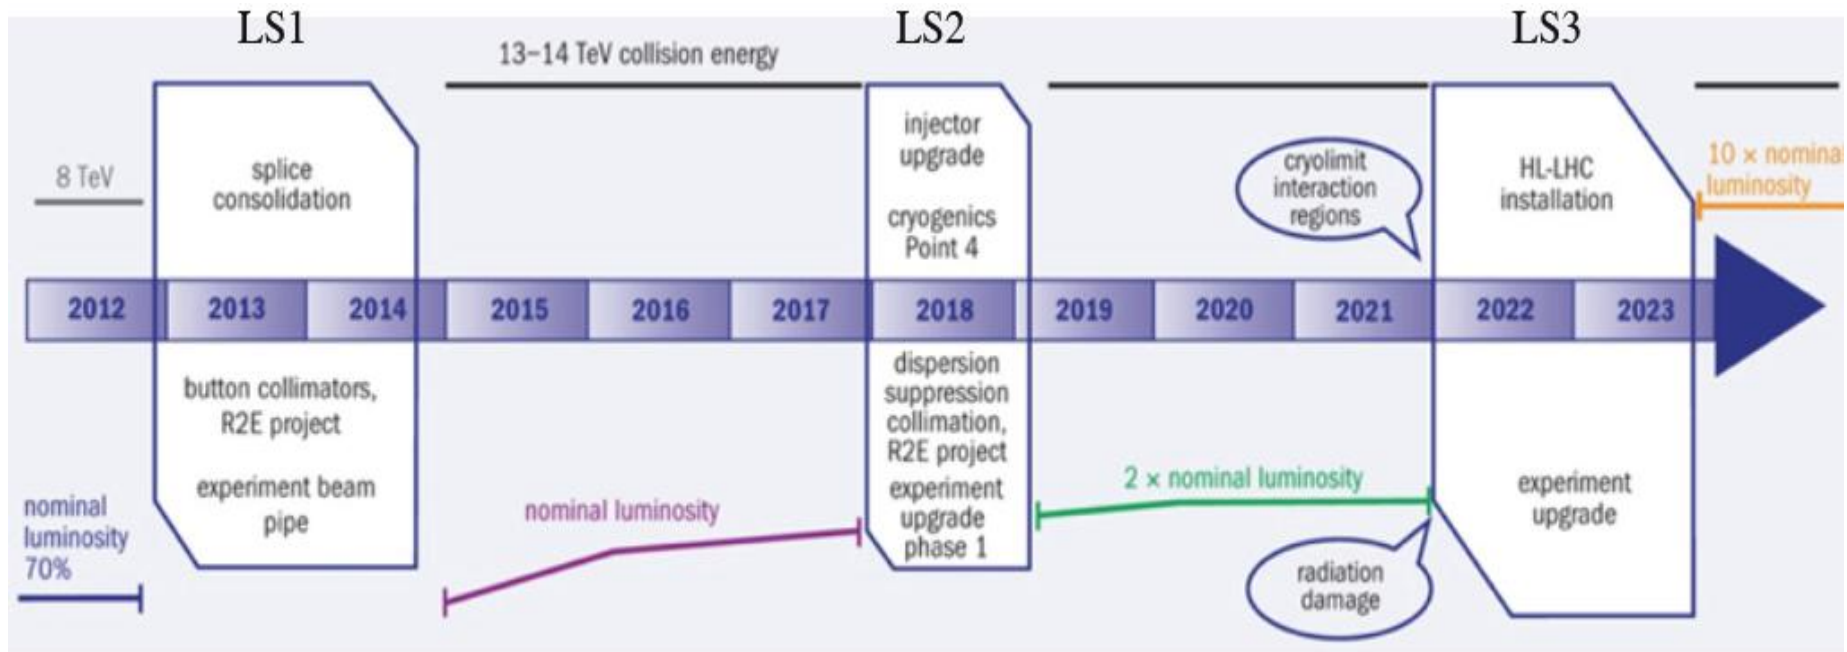 LS1
LS2
LS3
13–14 TeV collision energy
8 TeV
splice
consolidation
injector
upgrade
cryogenics
Point 4
cryolimit
interaction
regions
HL-LHC
installation
10 × nominal
luminosity
2012
2013
2014
2015
2016
2017
2018
2019
2020
2021
2022
2023
button collimators,
R2E project
experiment beam
pipe
nominal
luminosity
70%
nominal luminosity
dispersion
suppression
collimation,
R2E project
experiment
upgrade
phase 1
2 × nominal luminosity
radiation
damage
experiment
upgrade